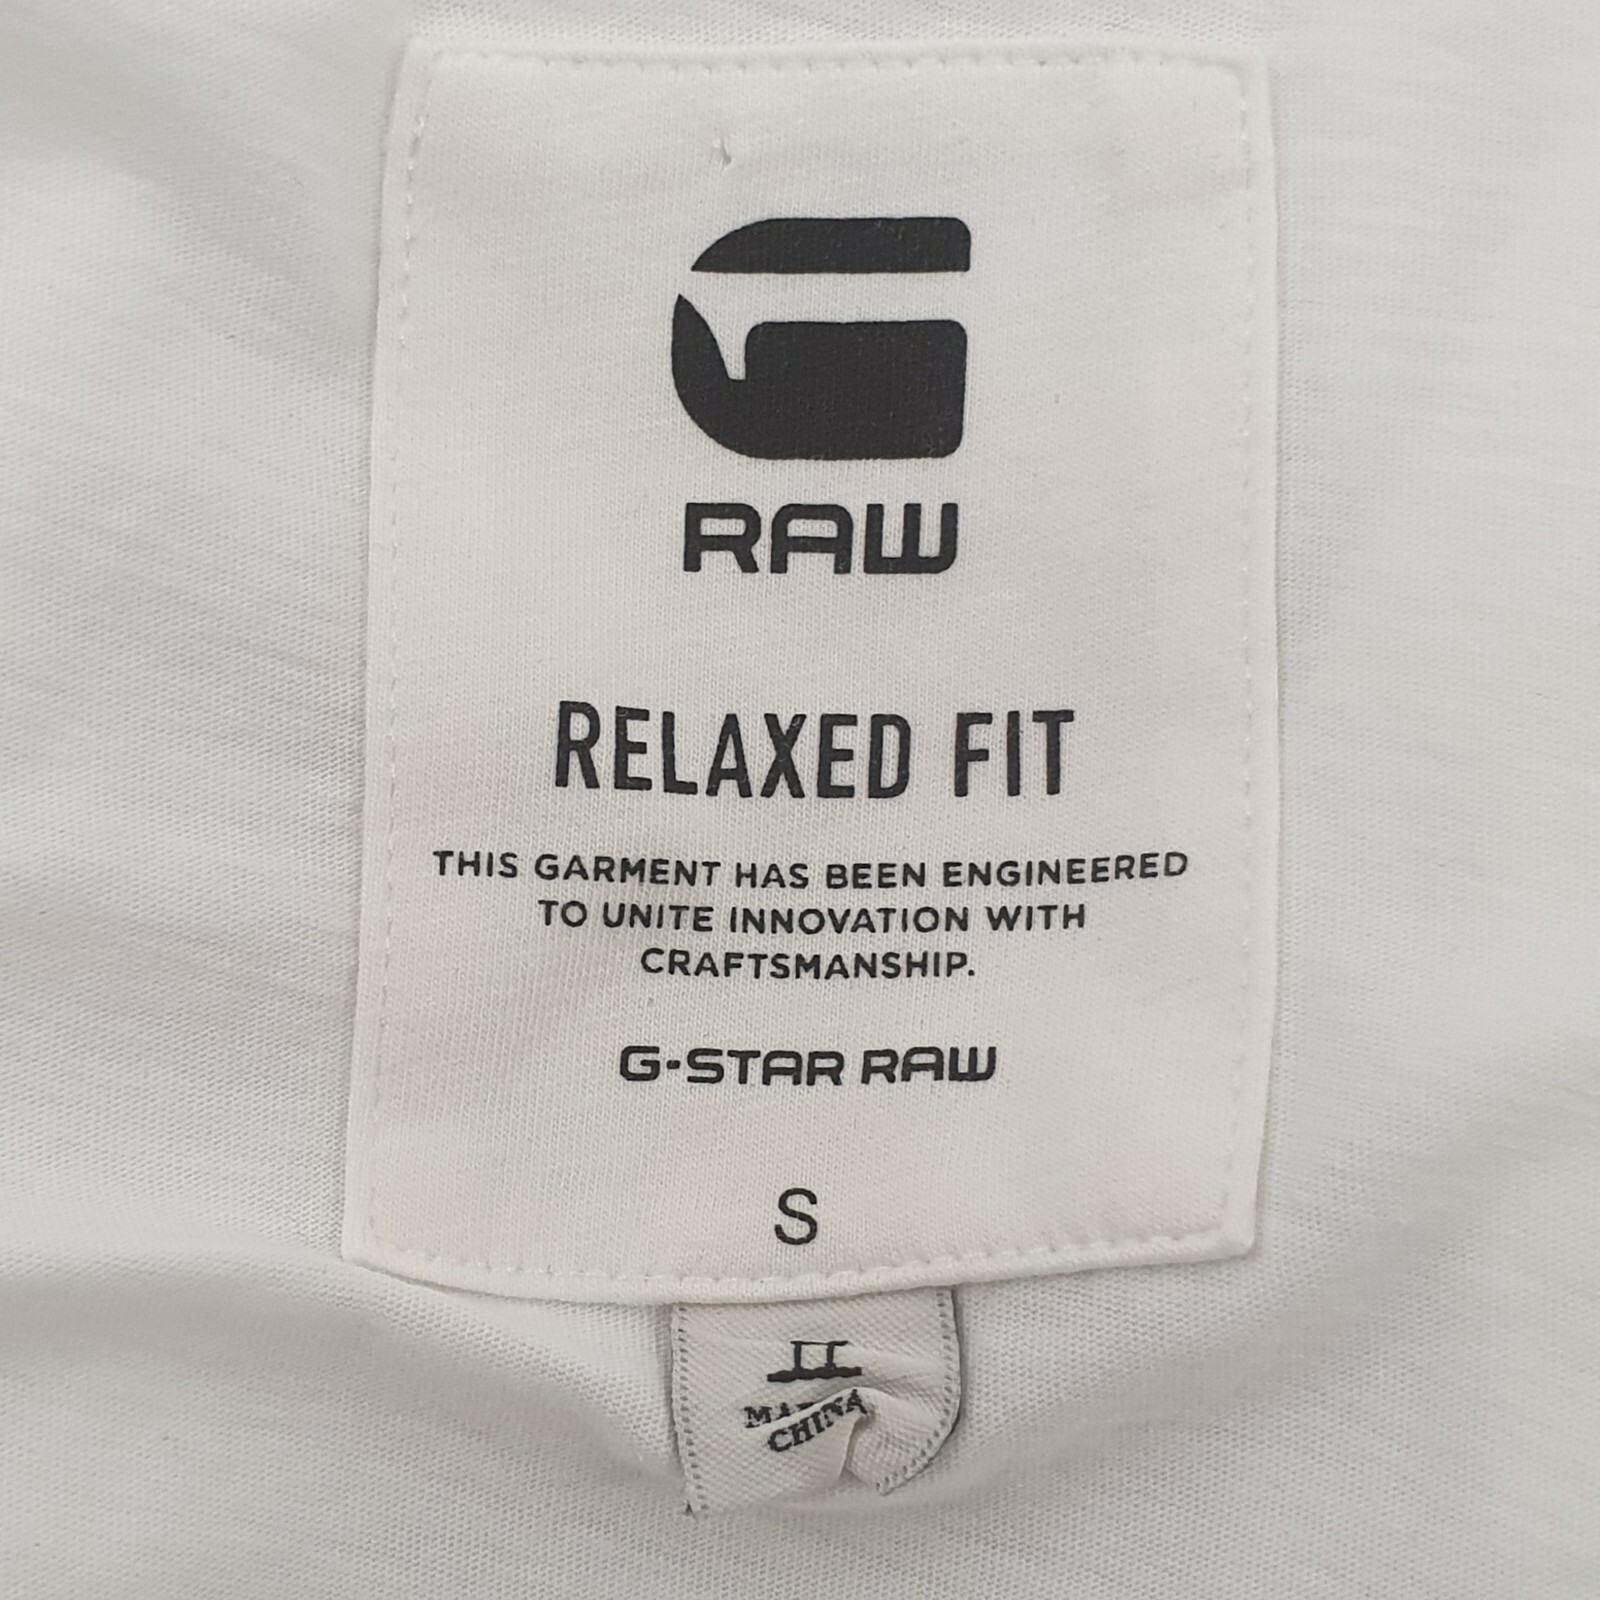 G
RAW
RELAXED FIT
THIS GARMENT HAS BEEN ENGINEERED
TO UNITE INNOVATION WITH
CRAFTSMANSHIP.
G-STAR RAW
S
CHINA